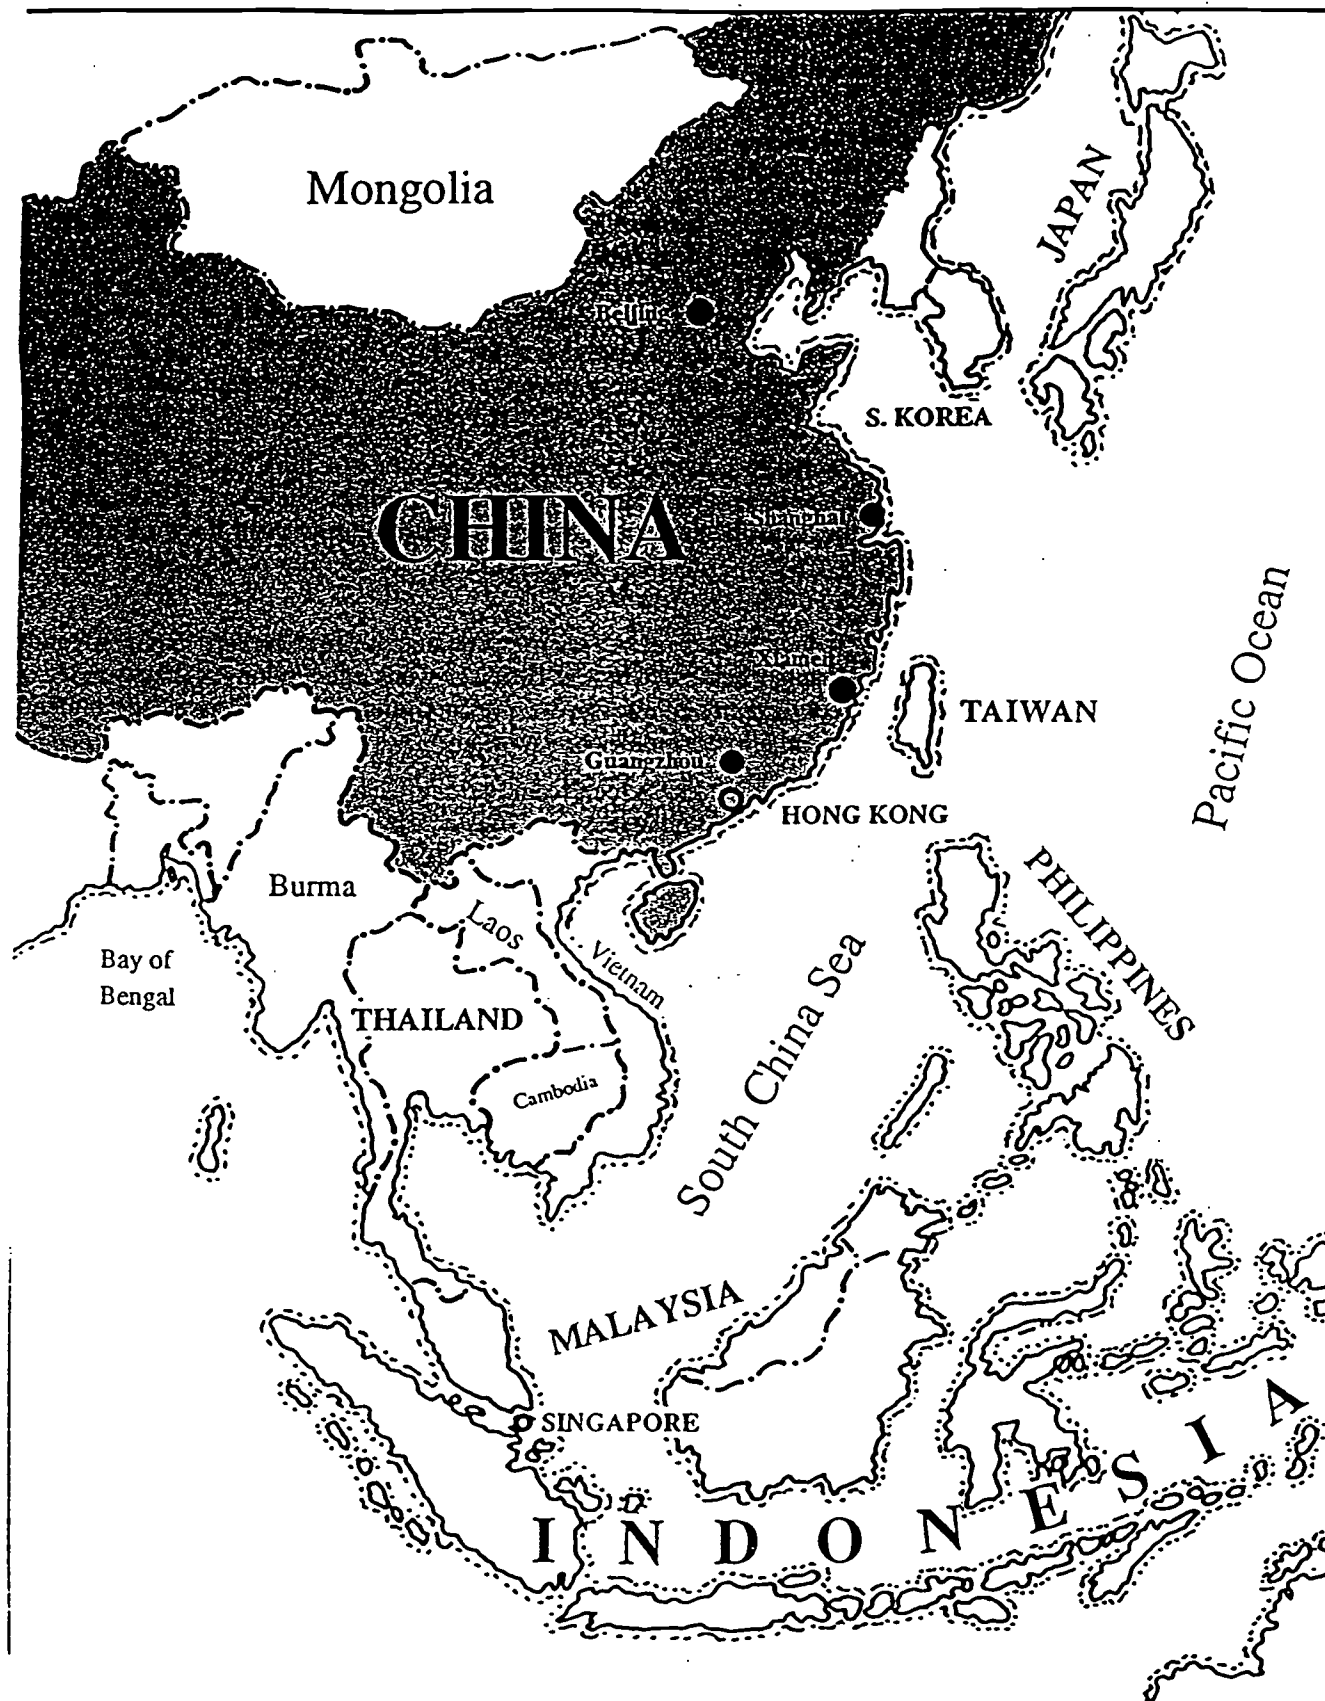 Mongolia
JAPAN
Beijing
S. KOREA
CHINA
Shanghai
Pacific Ocean
Xiamen
TAIWAN
Guangzhou
HONG KONG
Burma
Laos
PHILIPPINES
Bay of
Bengal
Vietnam
THAILAND
South China Sea
Cambodia
MALAYSIA
SINGAPORE
INDONESIA